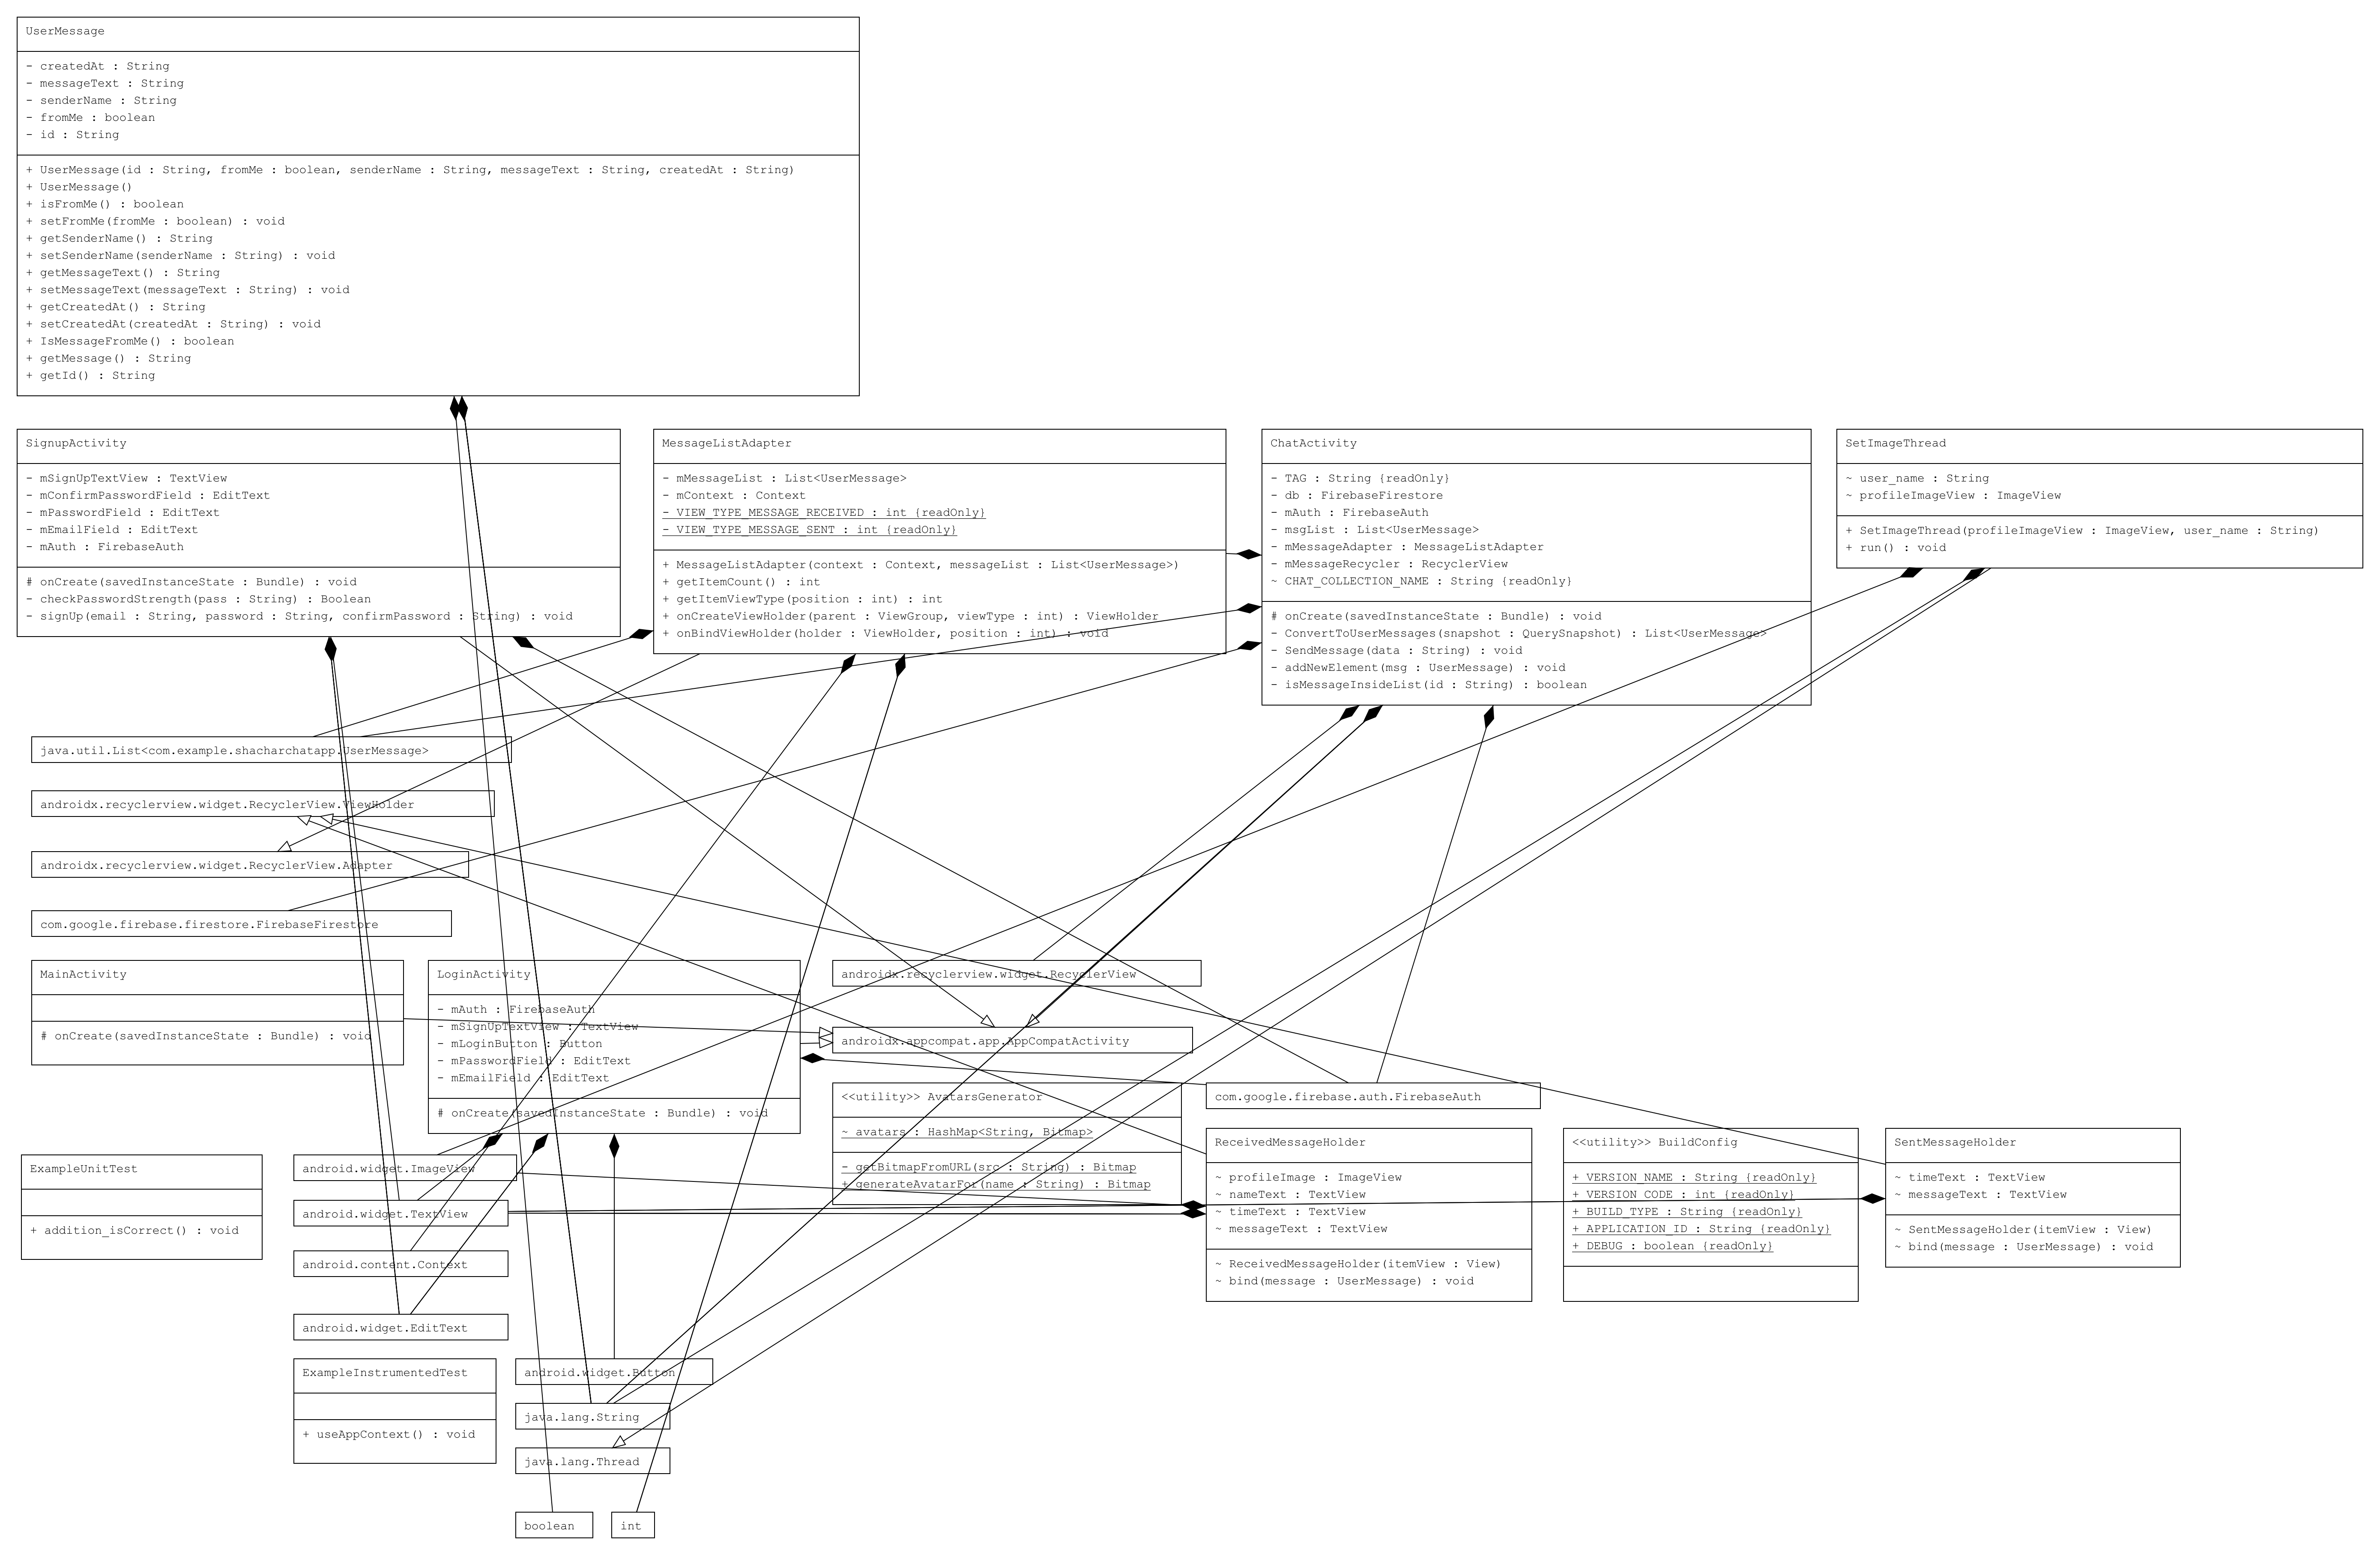 UserMessage
- createdAt : String
- messageText : String
- senderName : String
- fromMe : boolean
- id : String
+ UserMessage(id : String, fromMe : boolean, senderName : String, messageText : String, createdAt : String)
+ UserMessage()
+ isFromMe() : boolean
+ setFromMe(fromMe : boolean) : void
+ getSenderName() : String
+ setSenderName(senderName : String) : void
+ getMessageText() : String
+ setMessageText(messageText : String) : void
+ getCreatedAt() : String
+ setCreatedAt(createdAt : String) : void
+ IsMessageFromMe() : boolean
+ getMessage() : String
+ getId() : String
SignupActivity
- mSignUpTextView : TextView
- mConfirmPasswordField : EditText
- mPasswordField : EditText
- mEmailField : EditText
- mAuth : FirebaseAuth
# onCreate(savedInstanceState : Bundle) : void
- checkPasswordStrength(pass : String) : Boolean
- signUp(email : String, password : String, confirmPassword : String) : void
MessageListAdapter
- mMessageList : List<UserMessage>
- mContext : Context
- VIEW_TYPE_MESSAGE_RECEIVED : int {readOnly}
- VIEW_TYPE_MESSAGE_SENT : int {readOnly}
+ MessageListAdapter(context : Context, messageList : List<UserMessage>)
+ getItemCount() : int
+ getItemViewType(position : int) : int
+ onCreateViewHolder(parent : ViewGroup, viewType : int) : ViewHolder
+ onBindViewHolder(holder : ViewHolder, position : int) : void
ChatActivity
- TAG : String {readOnly}
- db : FirebaseFirestore
- mAuth : FirebaseAuth
- msgList : List<UserMessage>
- mMessageAdapter : MessageListAdapter
- mMessageRecycler : RecyclerView
~ CHAT_COLLECTION_NAME : String {readOnly}
# onCreate(savedInstanceState : Bundle) : void
- ConvertToUserMessages(snapshot : QuerySnapshot) : List<UserMessage>
- SendMessage(data : String) : void
- addNewElement(msg : UserMessage) : void
- isMessageInsideList(id : String) : boolean
SetImageThread
~ user_name : String
~ profileImageView : ImageView
+ SetImageThread(profileImageView : ImageView, user_name : String)
+ run() : void
java.util.List<com.example.shacharchatapp.UserMessage>
androidx.recyclerview.widget.RecyclerView.ViewHolder
androidx.recyclerview.widget.RecyclerView.Adapter
com.google.firebase.firestore.FirebaseFirestore
MainActivity
# onCreate(savedInstanceState : Bundle) : void
LoginActivity
- mAuth : FirebaseAuth
- mSignUpTextView : TextView
- mLoginButton : Button
- mPasswordField : EditText
- mEmailField : EditText
# onCreate(savedInstanceState : Bundle) : void
androidx.recyclerview.widget.RecyclerView
androidx.appcompat.app.AppCompatActivity
<<utility>> AvatarsGenerator
~ avatars : HashMap<String, Bitmap>
- getBitmapFromURL(src : String) : Bitmap
+ generateAvatarFor(name : String) : Bitmap
com.google.firebase.auth.FirebaseAuth
ReceivedMessageHolder
~ profileImage : ImageView
~ nameText : TextView
~ timeText : TextView
~ messageText : TextView
~ ReceivedMessageHolder(itemView : View)
~ bind(message : UserMessage) : void
<<utility>> BuildConfig
+ VERSION_NAME : String {readOnly}
+ VERSION_CODE : int {readOnly}
+ BUILD_TYPE : String {readOnly}
+ APPLICATION_ID : String {readOnly}
+ DEBUG : boolean {readOnly}
SentMessageHolder
~ timeText : TextView
~ messageText : TextView
~ SentMessageHolder(itemView : View)
~ bind(message : UserMessage) : void
ExampleUnitTest
+ addition_isCorrect() : void
android.widget.ImageView
android.widget.TextView
android.content.Context
android.widget.EditText
ExampleInstrumentedTest
+ useAppContext() : void
android.widget.Button
java.lang.String
java.lang.Thread
boolean
int